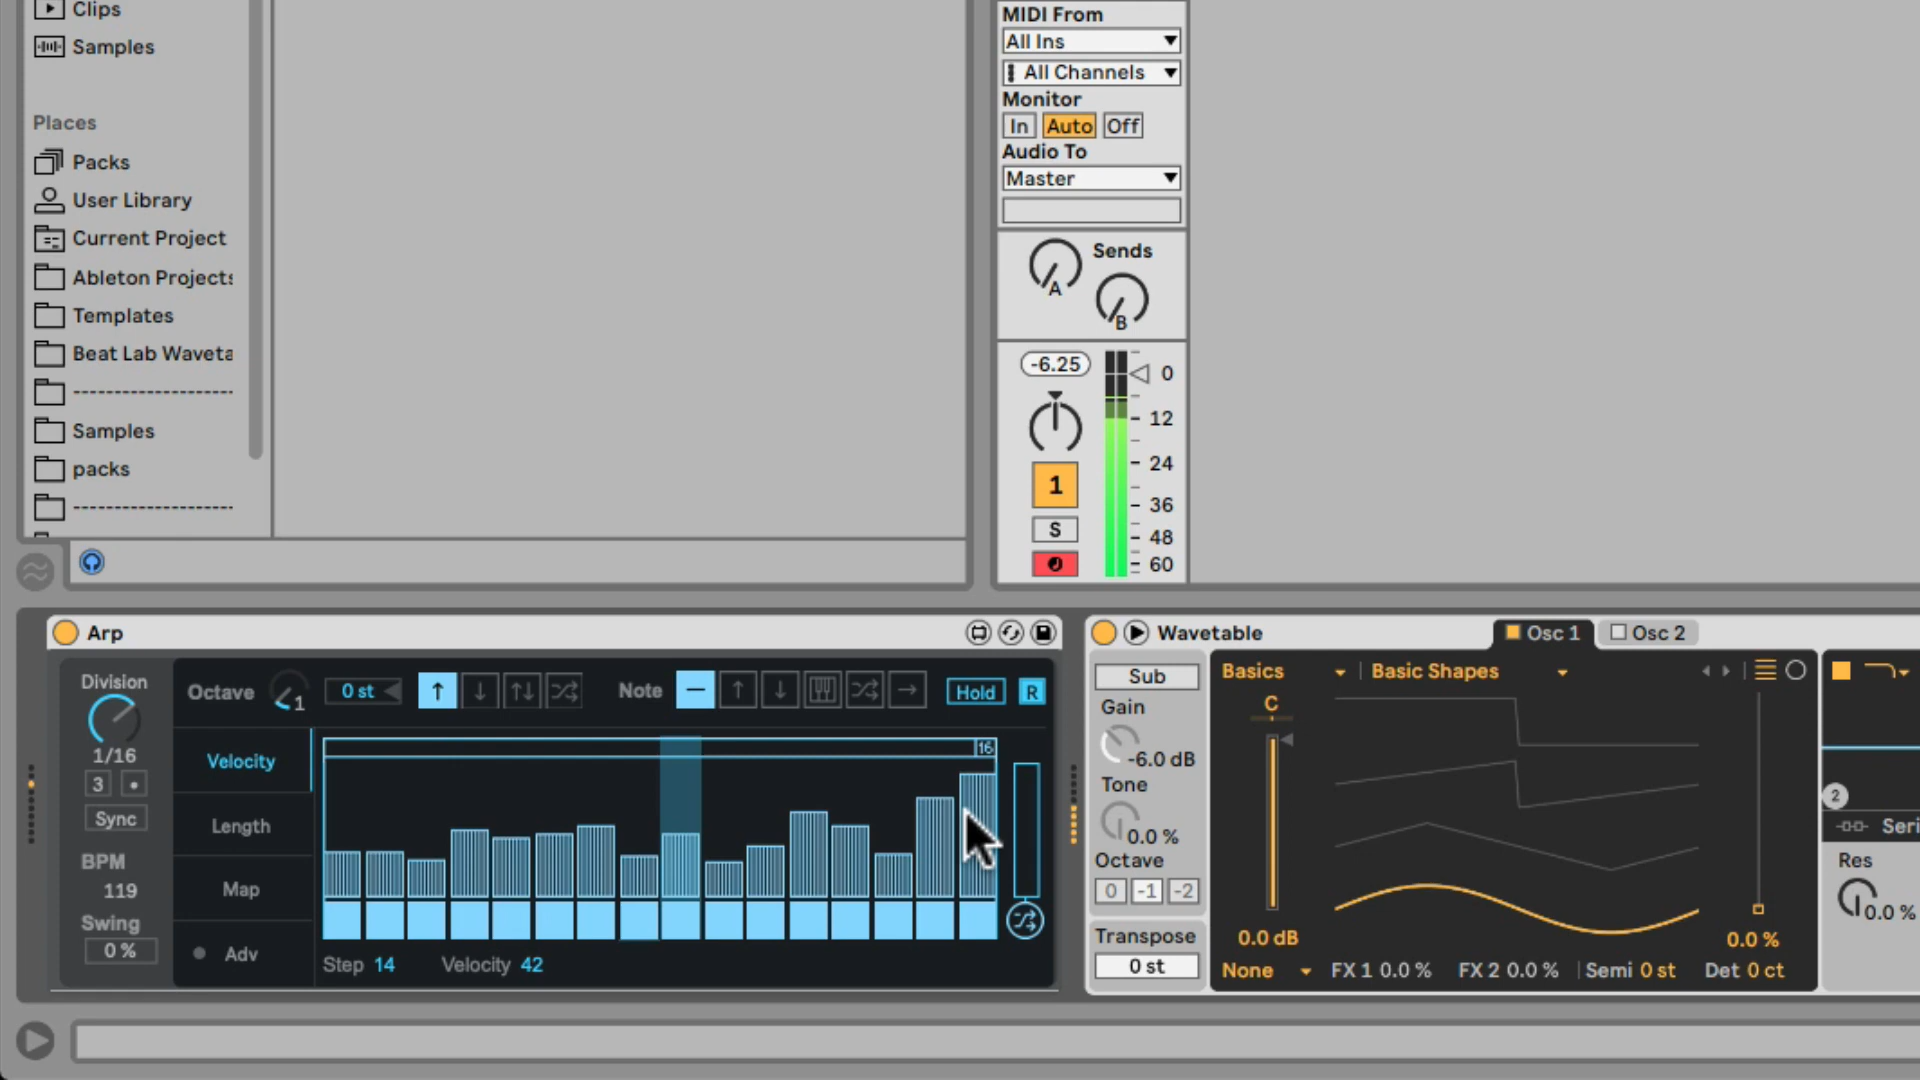 Clips
Samples
Places
Packs
User Library
Current Project
Ableton Projects
Templates
Beat Lab Waveta
--------------------
Samples
packs
--------------------
MIDI From
All Ins
All Channels
Monitor
In Auto Off
Audio To
Master
Sends
A
B
-6.25
0
12
24
36
48
60
1
S
Arp
Division
1/16
3
Sync
BPM
119
Swing
0 %
Octave 1 0 st Note Hold R
Velocity
Length
Map
Adv
16
Step 14 Velocity 42
Wavetable Osc 1 Osc 2
Sub
Gain
-6.0 dB
Tone
0.0 %
Octave
0 -1 -2
Transpose
0 st
Basics Basic Shapes
C
0.0 dB
0.0 %
None FX 1 0.0 % FX 2 0.0 % Semi 0 st Det 0 ct
2
Seri
Res
0.0 %